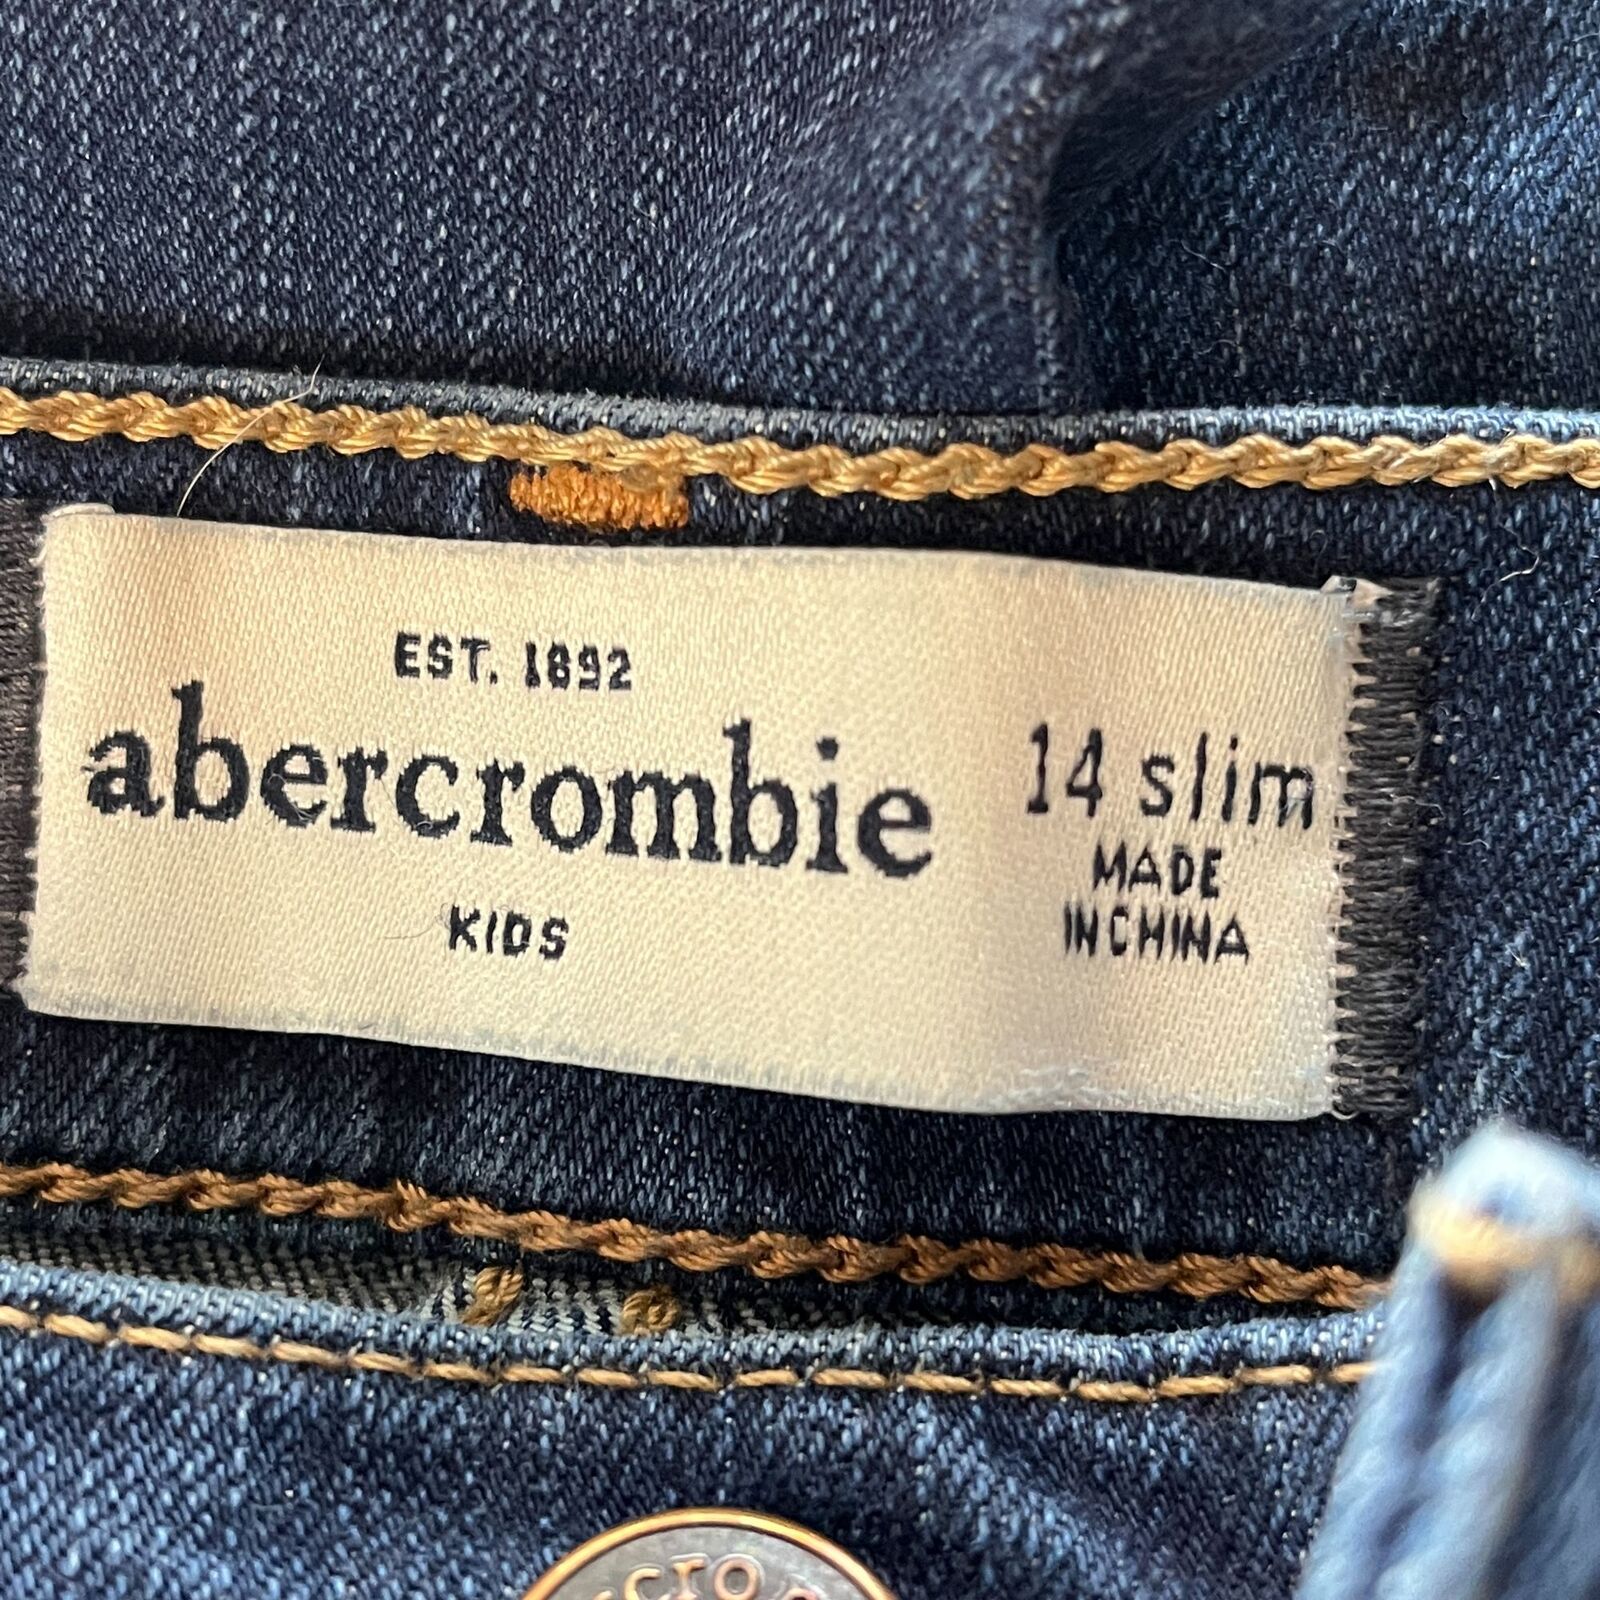 EST. 1892
abercrombie
KIDS
14 slim
MADE
IN CHINA